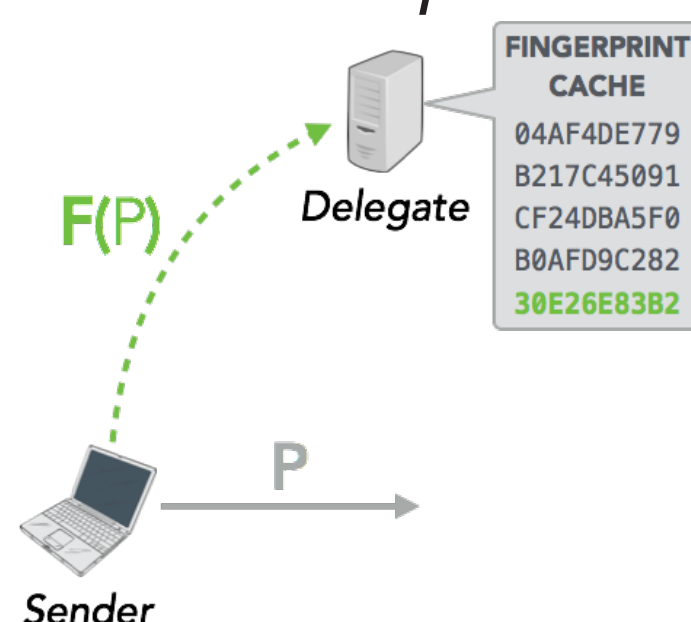 FINGERPRINT
CACHE
04AF4DE779
B217C45091
CF24DBA5F0
B0AFD9C282
30E26E83B2
Delegate
F(P)
P
Sender